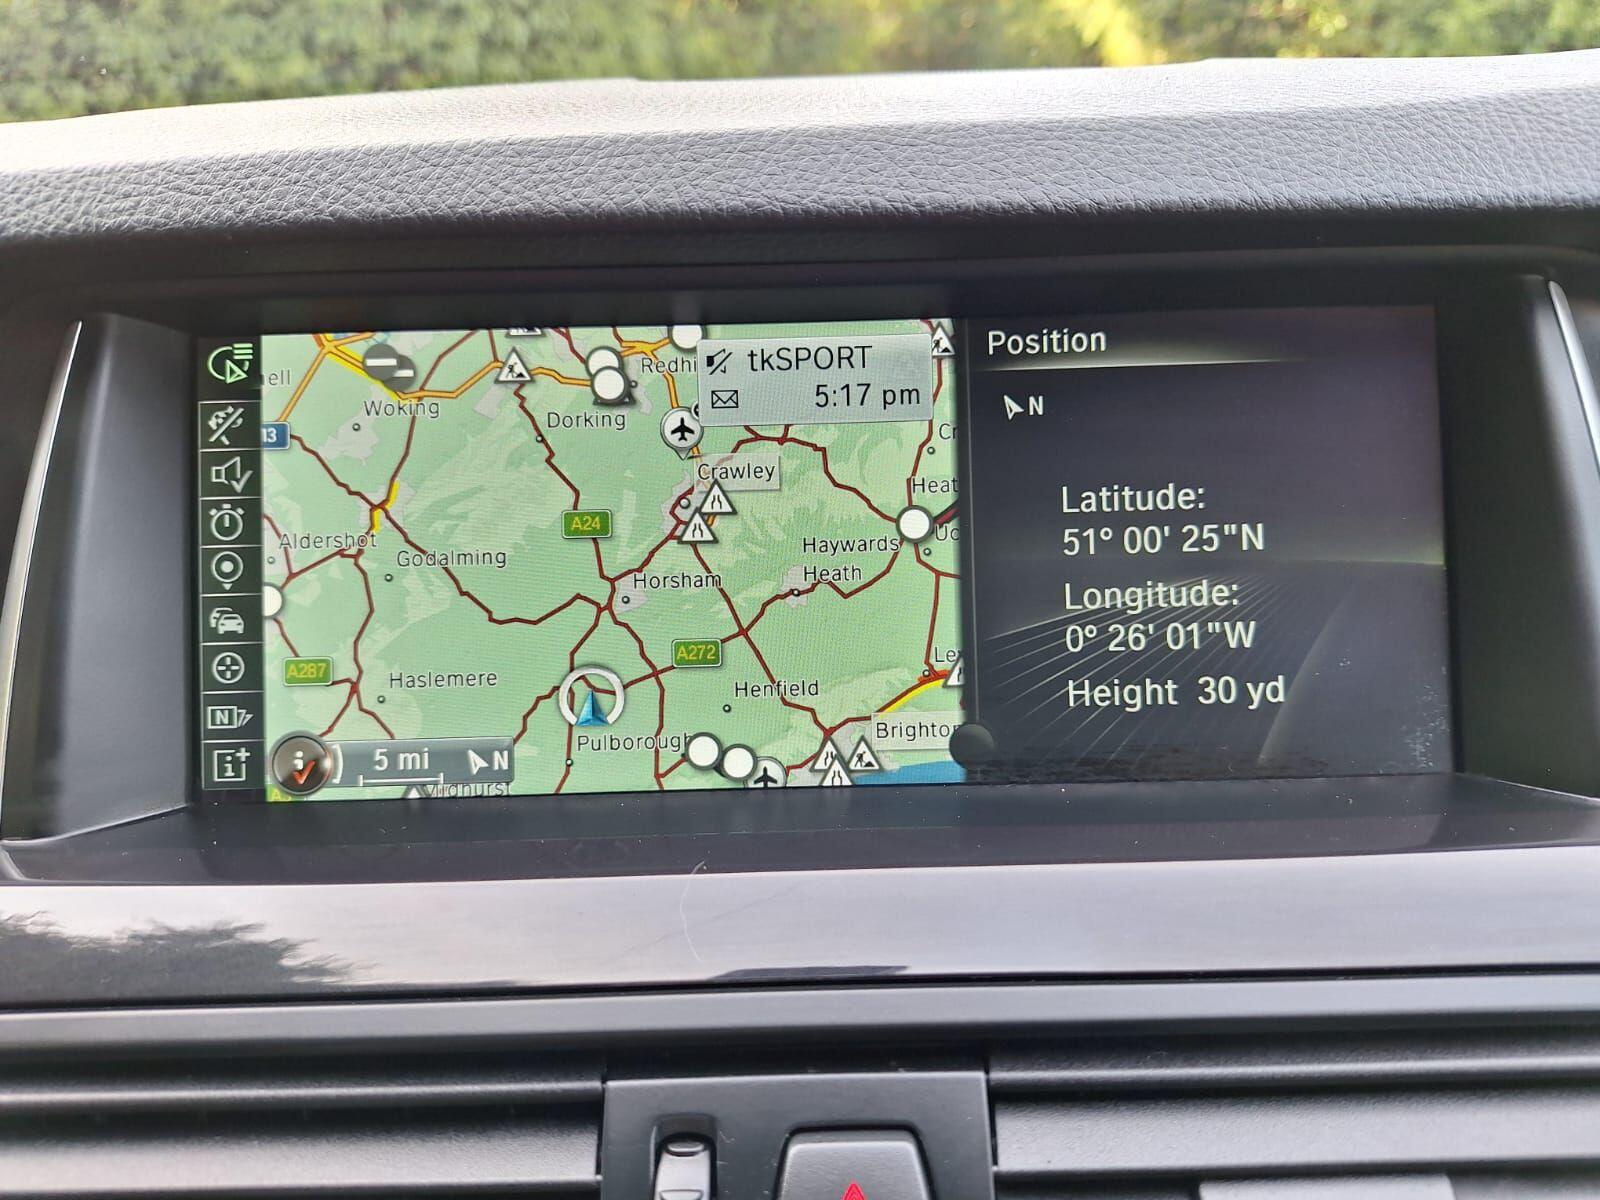 tkSPORT
5:17 pm
Position
N
Latitude:
51° 00' 25"N
Longitude:
0° 26' 01"W
Height 30 yd
Redhi
Woking
Dorking
Crawley
Heat
Aldershot
Godalming
A24
Haywards
Heath
Horsham
A272
A287
Haslemere
Henfield
Pulborough
Brighton
5 mi
N
Midhurst
N
i